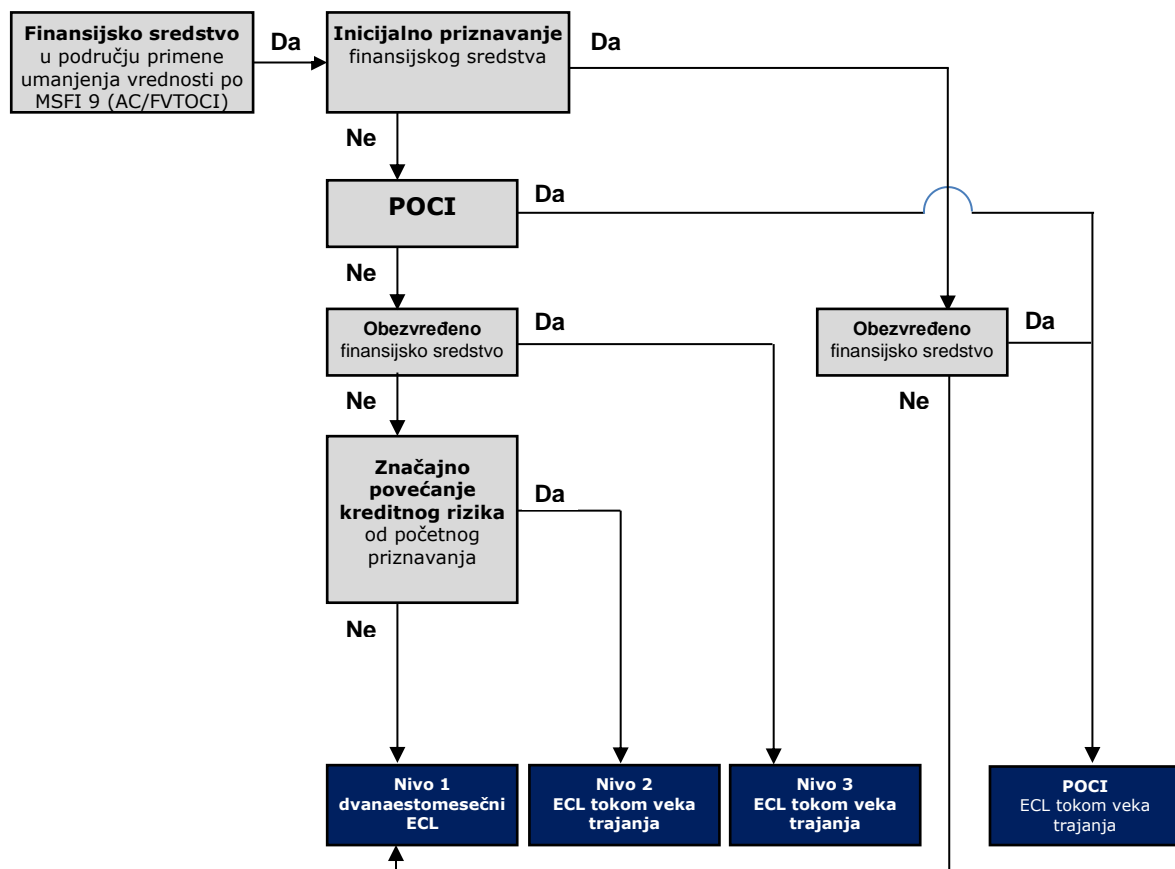 Finansijsko sredstvo
u području primene
umanjenja vrednosti po
MSFI 9 (AC/FVTOCI)
Da
Inicijalno priznavanje
finansijskog sredstva
Da
Ne
POCI
Da
Ne
Obezvređeno
finansijsko sredstvo
Da
Obezvređeno
finansijsko sredstvo
Da
Ne
Ne
Značajno
povećanje
kreditnog rizika
od početnog
priznavanja
Da
Ne
Nivo 1
dvanaestomesečni
ECL
Nivo 2
ECL tokom veka
trajanja
Nivo 3
ECL tokom veka
trajanja
POCI
ECL tokom veka
trajanja